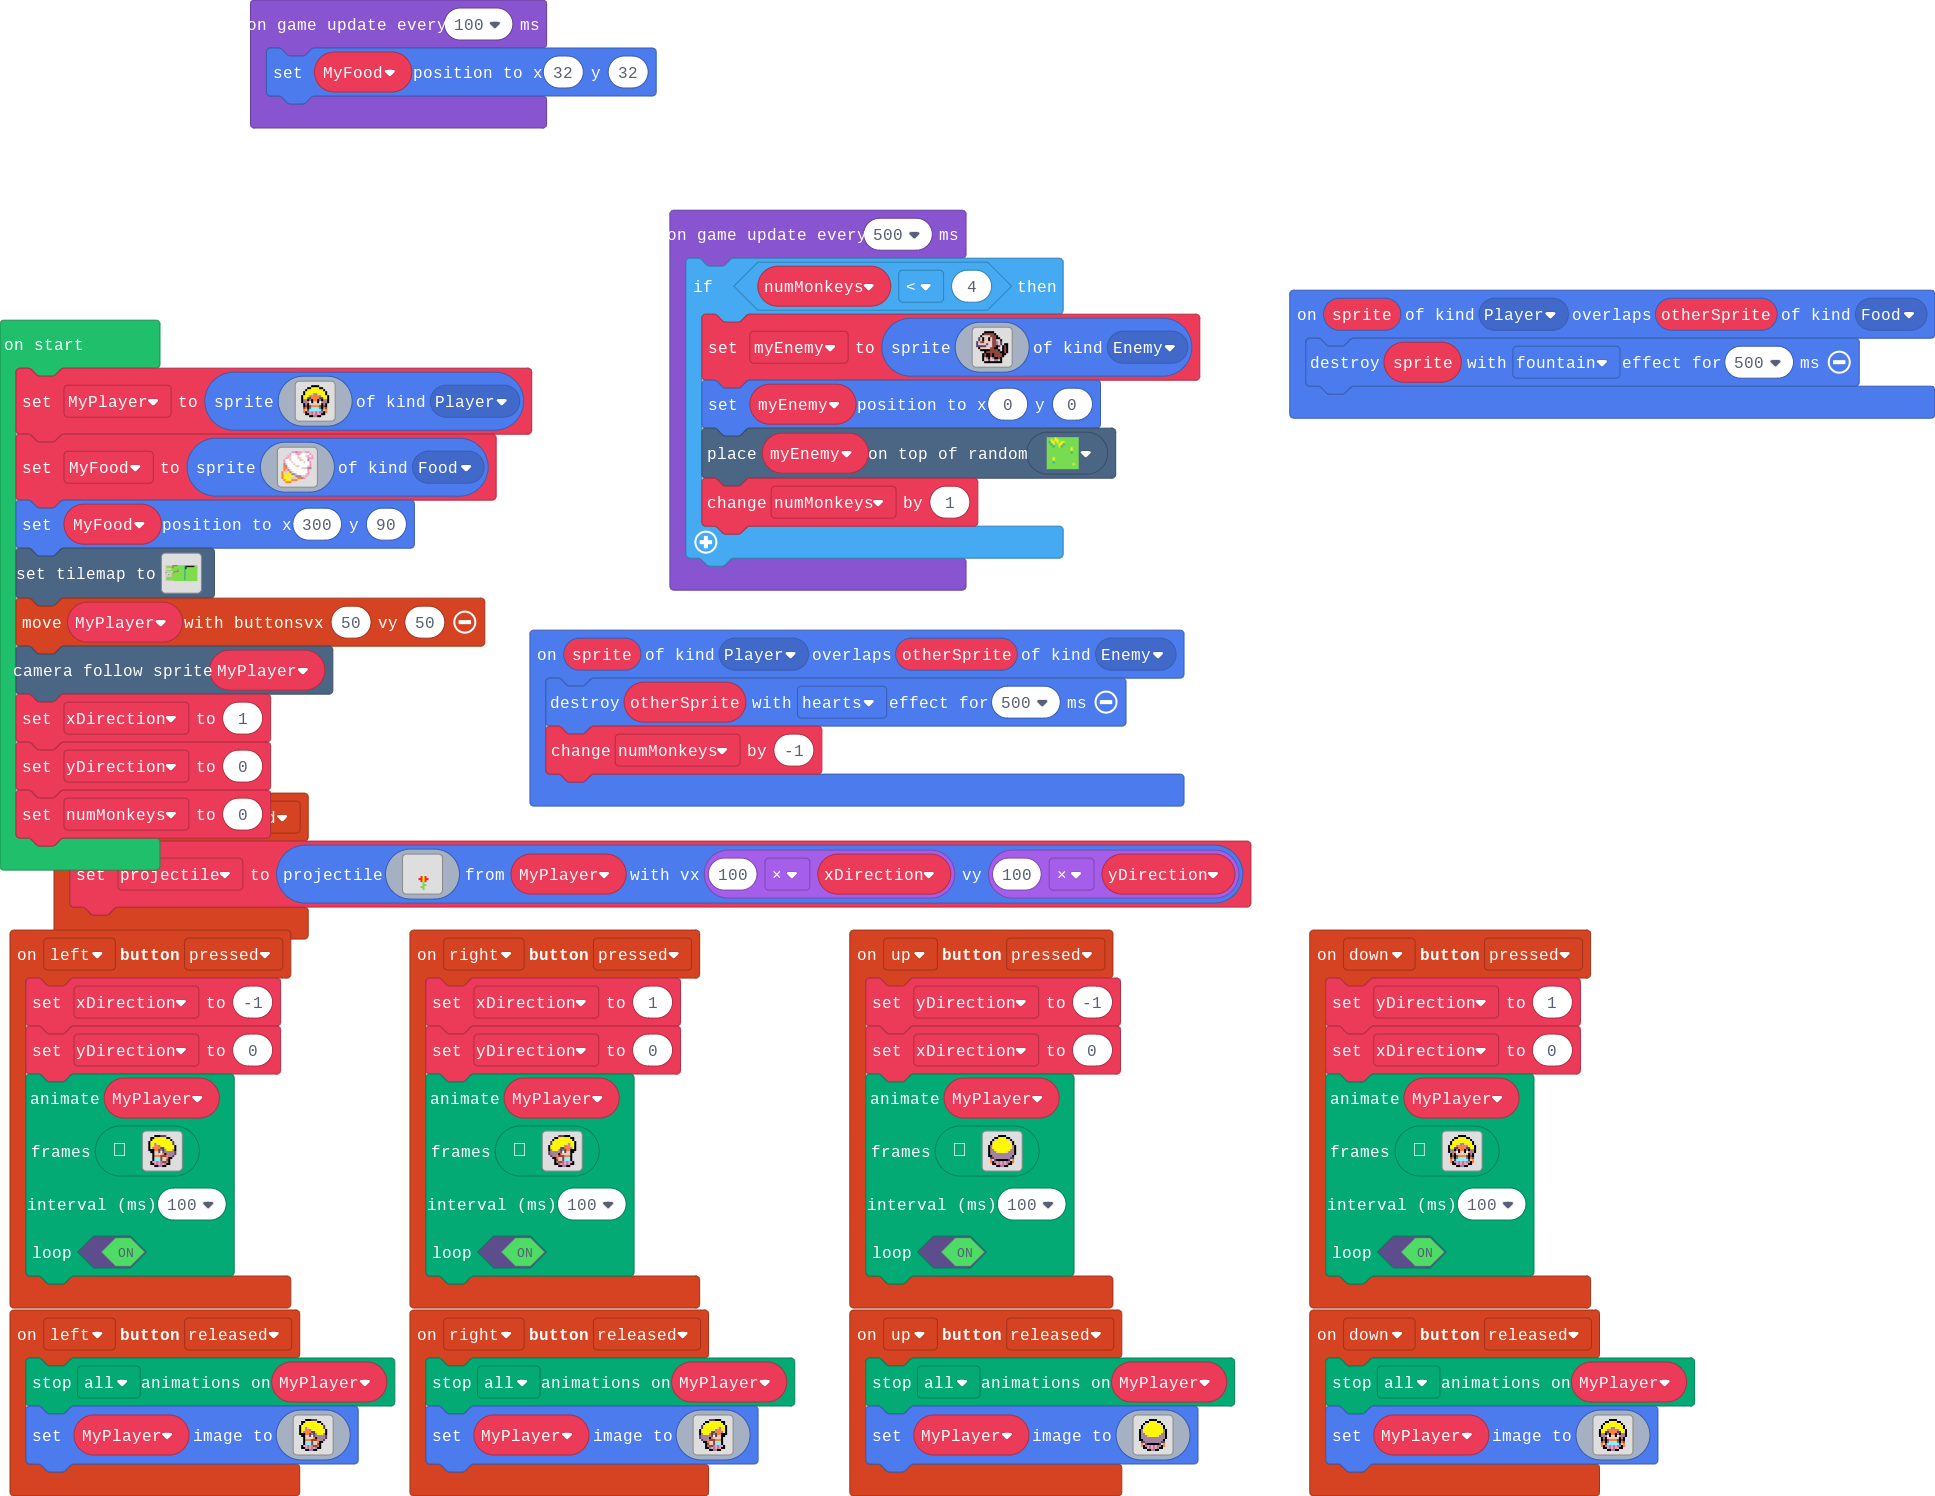 on game update every 100 ms
set MyFood position to x 32 y 32
on game update every 500 ms
if numMonkeys < 4 then
set myEnemy to sprite of kind Enemy
set myEnemy position to x 0 y 0
place myEnemy on top of random
change numMonkeys by 1
on sprite of kind Player overlaps otherSprite of kind Food
destroy sprite with fountain effect for 500 ms
on start
set MyPlayer to sprite of kind Player
set MyFood to sprite of kind Food
set MyFood position to x 300 y 90
set tilemap to
move MyPlayer with buttons vx 50 vy 50
camera follow sprite MyPlayer
set xDirection to 1
set yDirection to 0
set numMonkeys to 0
on sprite of kind Player overlaps otherSprite of kind Enemy
destroy otherSprite with hearts effect for 500 ms
change numMonkeys by -1
set projectile to projectile from MyPlayer with vx 100 × xDirection vy 100 × yDirection
on left button pressed
set xDirection to -1
set yDirection to 0
animate MyPlayer
frames
interval (ms) 100
loop ON
on right button pressed
set xDirection to 1
set yDirection to 0
animate MyPlayer
frames
interval (ms) 100
loop ON
on up button pressed
set yDirection to -1
set xDirection to 0
animate MyPlayer
frames
interval (ms) 100
loop ON
on down button pressed
set yDirection to 1
set xDirection to 0
animate MyPlayer
frames
interval (ms) 100
loop ON
on left button released
stop all animations on MyPlayer
set MyPlayer image to
on right button released
stop all animations on MyPlayer
set MyPlayer image to
on up button released
stop all animations on MyPlayer
set MyPlayer image to
on down button released
stop all animations on MyPlayer
set MyPlayer image to